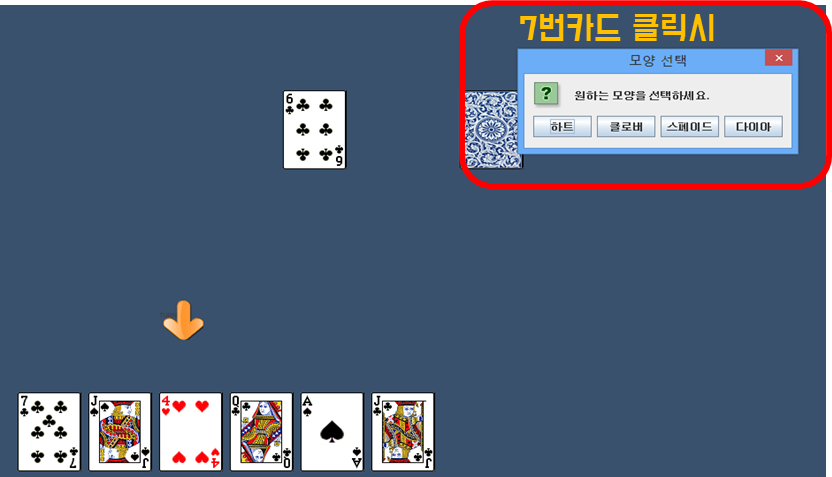 7번카드 클릭시
모양 선택
?
원하는 모양을 선택하세요.
하트 클로버 스페이드 다이아
6
6
7 J 4 Q A J
7 J 4 Q A J